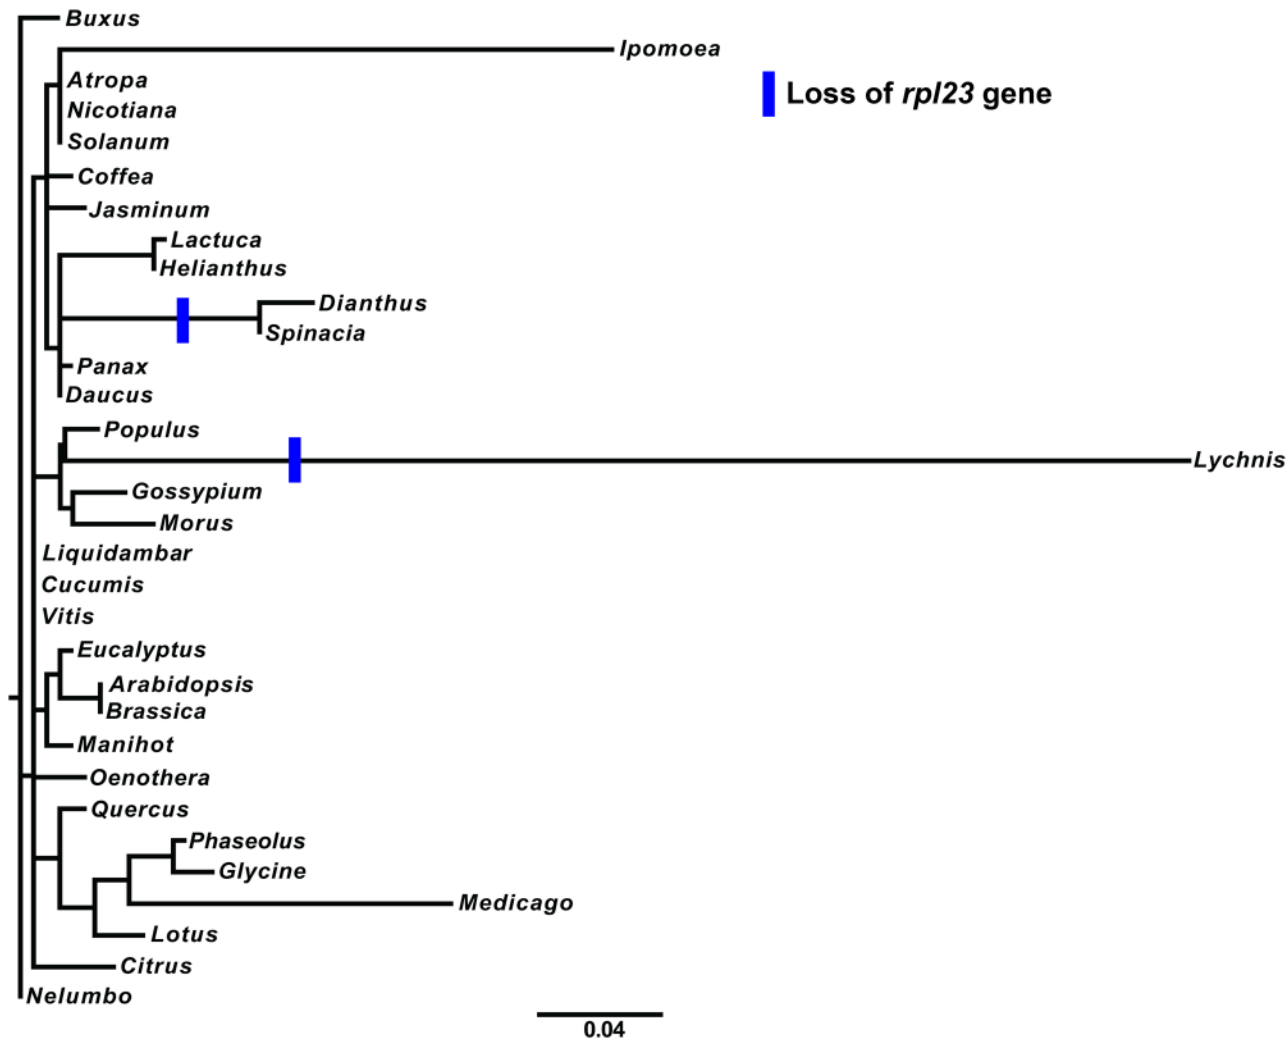 Buxus
Ipomoea
Atropa
Loss of rpl23 gene
Nicotiana
Solanum
Coffea
Jasminum
Lactuca
Helianthus
Dianthus
Spinacia
Panax
Daucus
Populus
Lychnis
Gossypium
Morus
Liquidambar
Cucumis
Vitis
Eucalyptus
Arabidopsis
Brassica
Manihot
Oenothera
Quercus
Phaseolus
Glycine
Medicago
Lotus
Citrus
Nelumbo
0.04